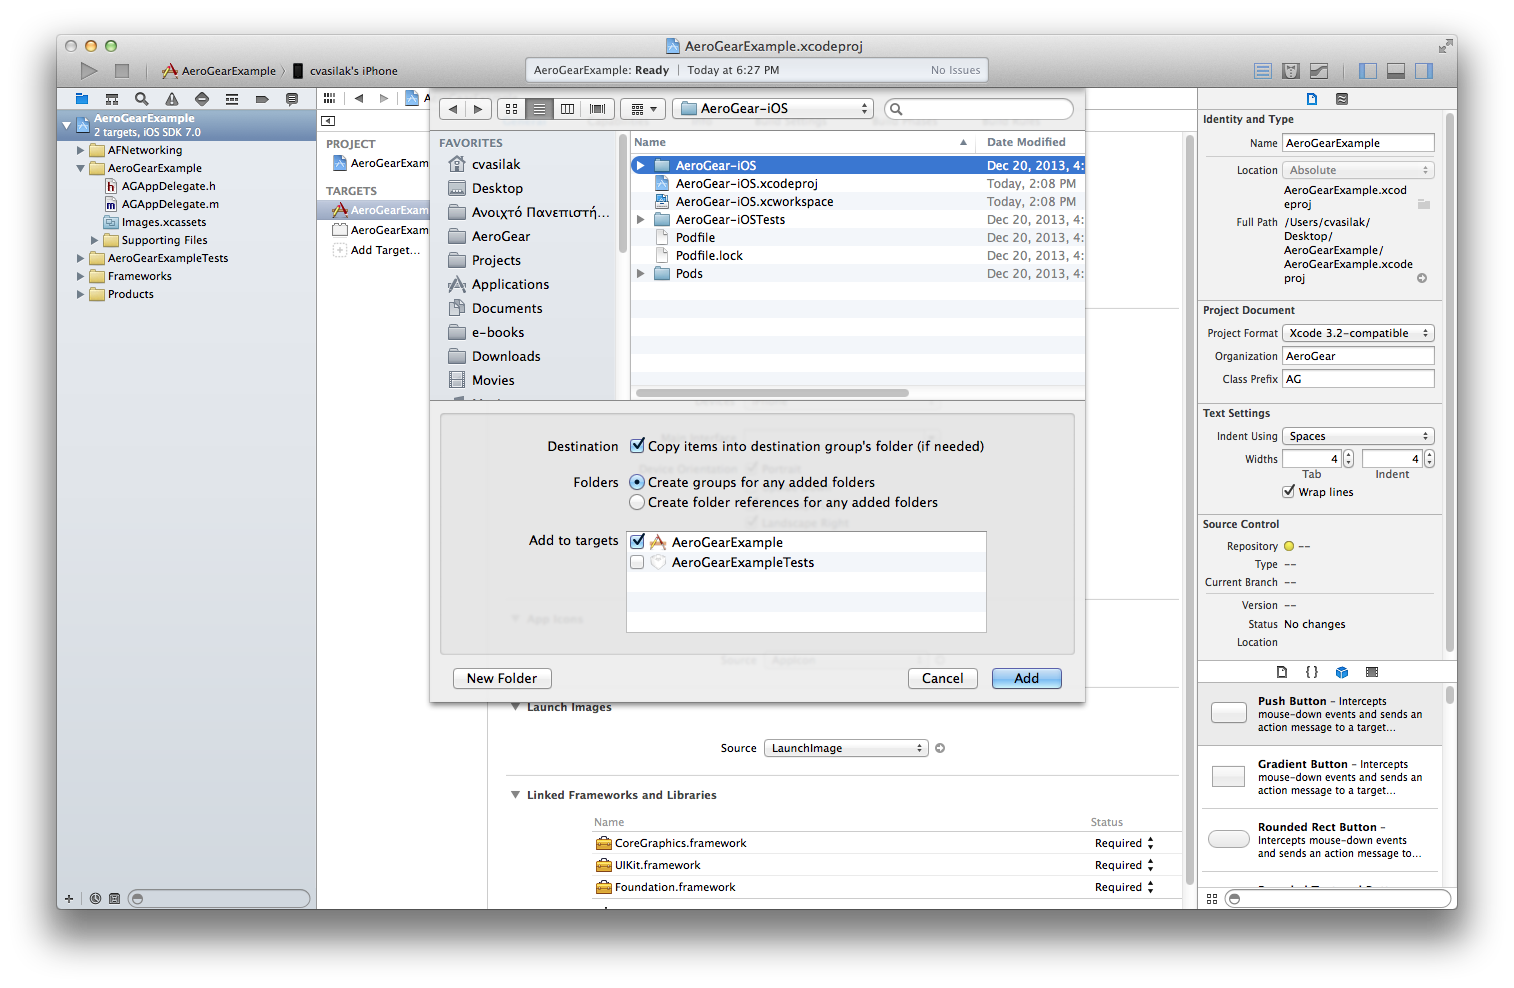 AeroGearExample.xcodeproj
AeroGearExample
cvasilak's iPhone
AeroGearExample: Ready
Today at 6:27 PM
No Issues
AeroGearExample
2 targets, iOS SDK 7.0
AFNetworking
AeroGearExample
AGAppDelegate.h
AGAppDelegate.m
Images.xcassets
Supporting Files
AeroGearExampleTests
Frameworks
Products
PROJECT
AeroGearExam
TARGETS
AeroGearExam
AeroGearExam
Add Target...
AeroGear-iOS
FAVORITES
cvasilak
Desktop
Ανοιχτό Πανεπιστή...
AeroGear
Projects
Applications
Documents
e-books
Downloads
Movies
Name
Date Modified
AeroGear-iOS
Dec 20, 2013, 4:
AeroGear-iOS.xcodeproj
Today, 2:08 PM
AeroGear-iOS.xcworkspace
Today, 2:08 PM
AeroGear-iOSTests
Dec 20, 2013, 4:
Podfile
Dec 20, 2013, 4:
Podfile.lock
Dec 20, 2013, 4:
Pods
Dec 20, 2013, 4:
Destination
Copy items into destination group's folder (if needed)
Folders
Create groups for any added folders
Create folder references for any added folders
Add to targets
AeroGearExample
AeroGearExampleTests
New Folder
Cancel
Add
App Icons
Launch Images
Source
LaunchImage
Linked Frameworks and Libraries
Name
Status
CoreGraphics.framework
Required
UIKit.framework
Required
Foundation.framework
Required
Identity and Type
Name AeroGearExample
Location Absolute
AeroGearExample.xcod
eproj
Full Path /Users/cvasilak/
Desktop/
AeroGearExample/
AeroGearExample.xcode
proj
Project Document
Project Format Xcode 3.2-compatible
Organization AeroGear
Class Prefix AG
Text Settings
Indent Using Spaces
Widths 4 4
Tab Indent
Wrap lines
Source Control
Repository --
Type --
Current Branch --
Version --
Status No changes
Location
Push Button - Intercepts
mouse-down events and sends an
action message to a target...
Gradient Button - Intercepts
mouse-down events and sends an
action message to a target...
Rounded Rect Button -
Intercepts mouse-down events
and sends an action message to...